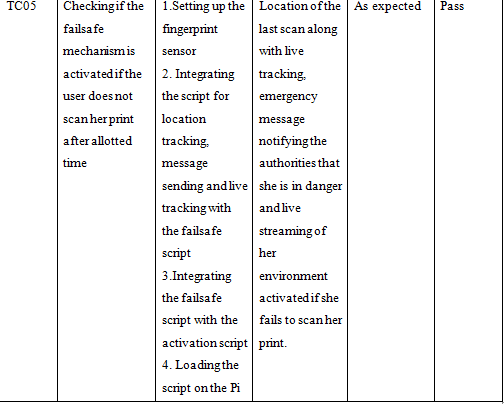 TC05
Checking if the
failsafe
mechanism is
activated if the
user does not
scan her print
after allotted
time
1.Setting up the
fingerprint
sensor
2. Integrating
the script for
location
tracking,
message
sending and live
tracking with
the failsafe
script
3.Integrating
the failsafe
script with the
activation script
4. Loading the
script on the Pi
Location of the
last scan along
with live
tracking,
emergency
message
notifying the
authorities that
she is in danger
and live
streaming of
her
environment
activated if she
fails to scan her
print.
As expected
Pass